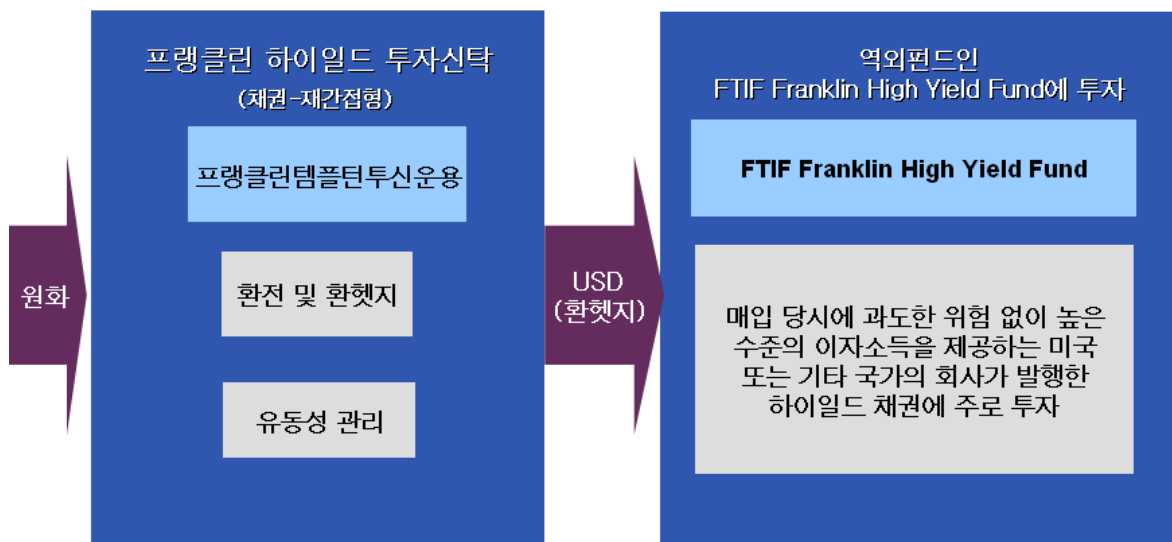 원화
프랭클린 하이일드 투자신탁
(채권-재간접형)
프랭클린템플턴투신운용
환전 및 환헷지
유동성 관리
USD
(환헷지)
역외펀드인
FTIF Franklin High Yield Fund에 투자
FTIF Franklin High Yield Fund
매입 당시에 과도한 위험 없이 높은
수준의 이자소득을 제공하는 미국
또는 기타 국가의 회사가 발행한
하이일드 채권에 주로 투자